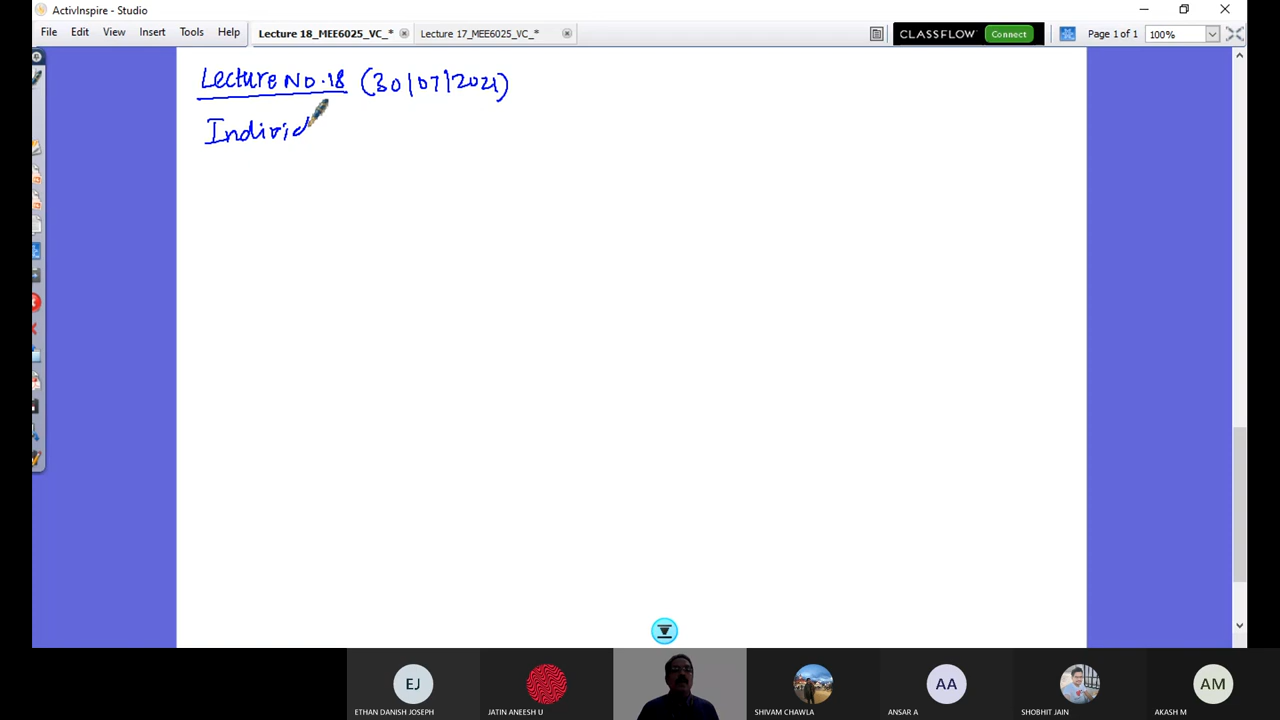 ActivInspire - Studio
File Edit View Insert Tools Help
Lecture 18_MEE6025_VC_*
Lecture 17_MEE6025_VC_*
CLASSFLOW Connect
Page 1 of 1
100%
Lecture No.18 (30/07/2021)
Individ
EJ
AA
AM
ETHAN DANISH JOSEPH
JATIN ANEESH U
SHIVAM CHAWLA
ANSAR A
SHOBHIT JAIN
AKASH M